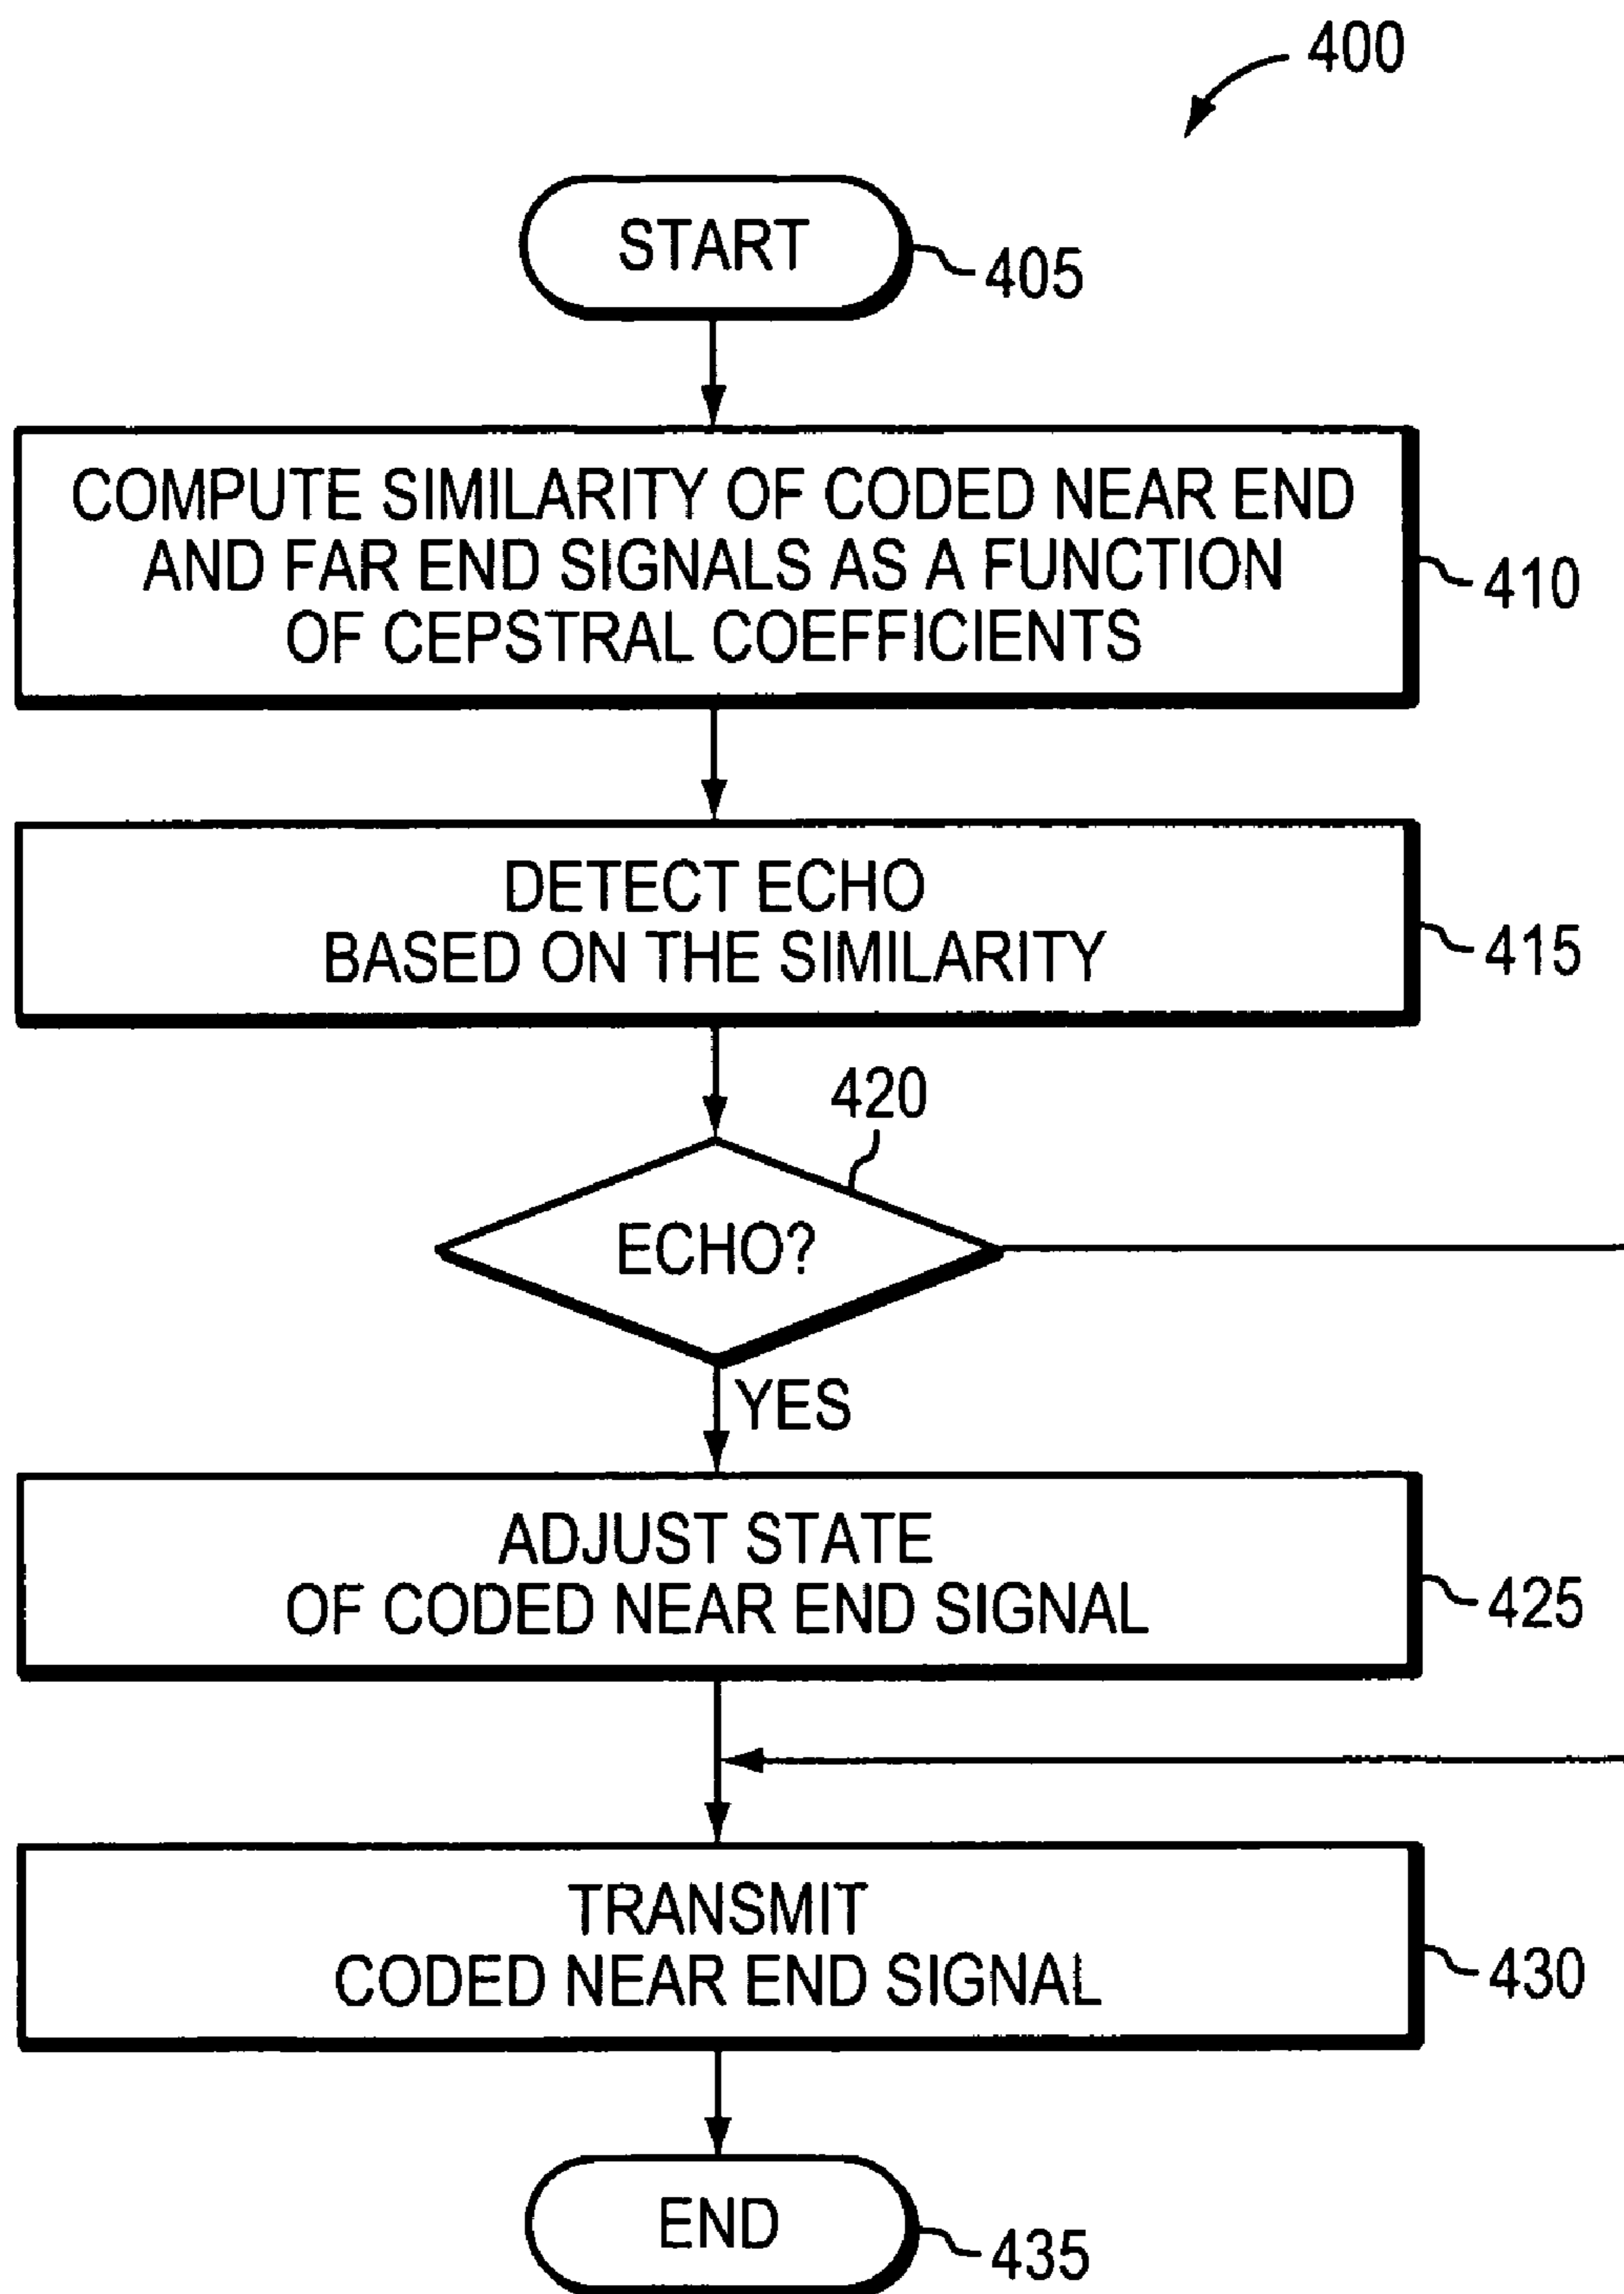 400
START
405
COMPUTE SIMILARITY OF CODED NEAR END
AND FAR END SIGNALS AS A FUNCTION
OF CEPSTRAL COEFFICIENTS
410
DETECT ECHO
BASED ON THE SIMILARITY
415
420
ECHO?
YES
ADJUST STATE
OF CODED NEAR END SIGNAL
425
TRANSMIT
CODED NEAR END SIGNAL
430
END
435